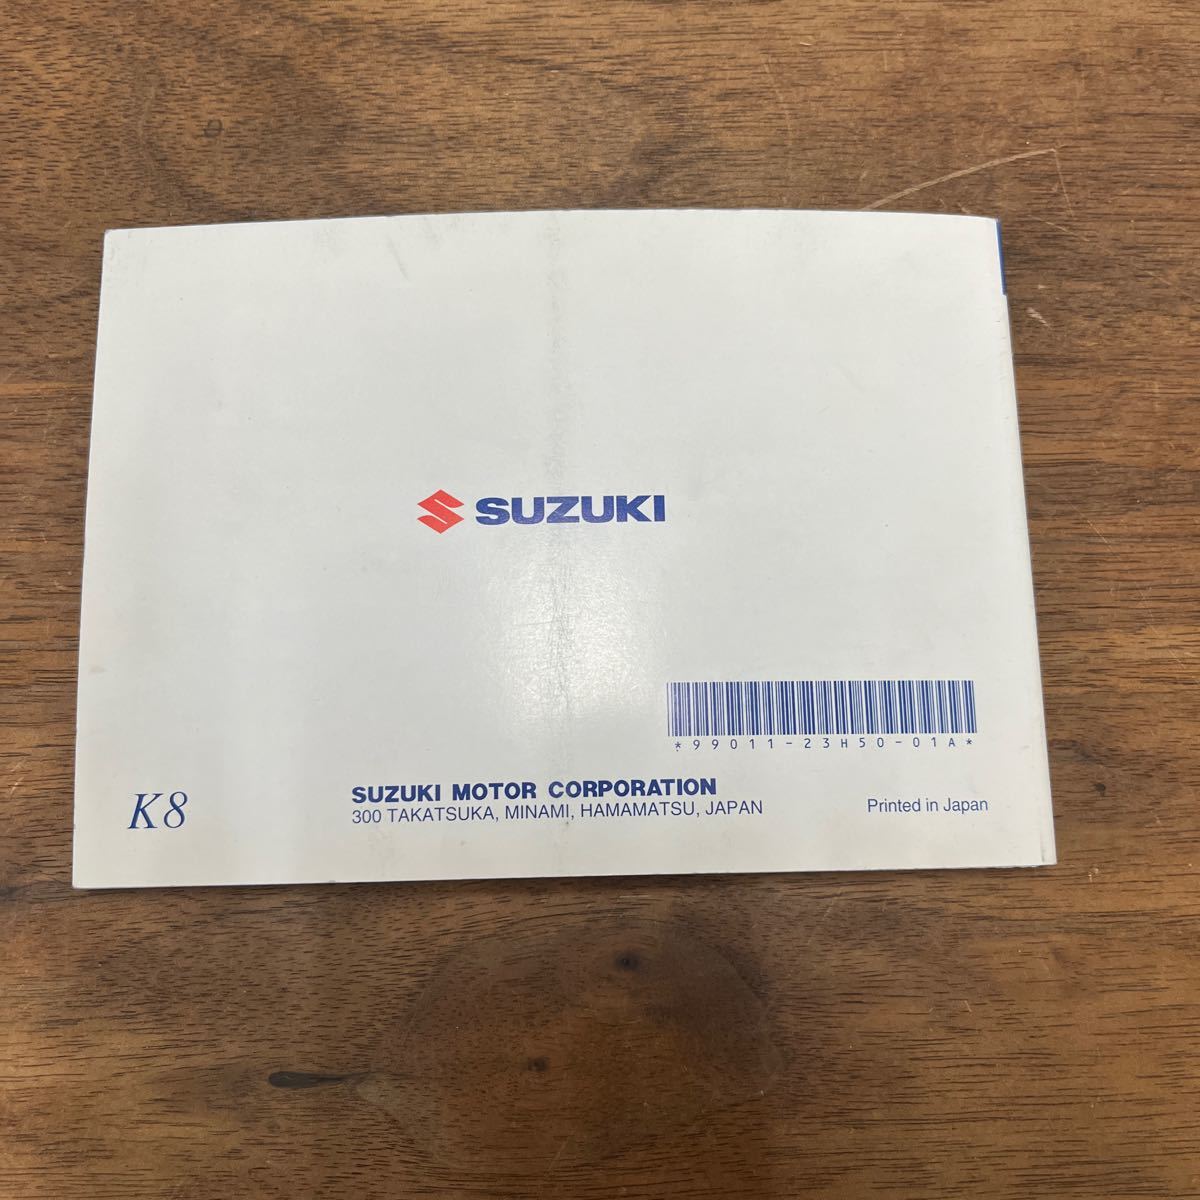 SUZUKI
*99011-23H50-01A*
K8
SUZUKI MOTOR CORPORATION
300 TAKATSUKA, MINAMI, HAMAMATSU, JAPAN
Printed in Japan